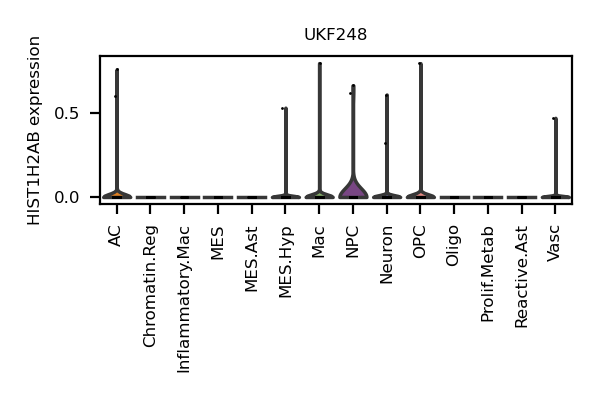 UKF248
HIST1H2AB expression
0.5
0.0
AC
Chromatin.Reg
Inflammatory.Mac
MES
MES.Ast
MES.Hyp
Mac
NPC
Neuron
OPC
Oligo
Prolif.Metab
Reactive.Ast
Vasc